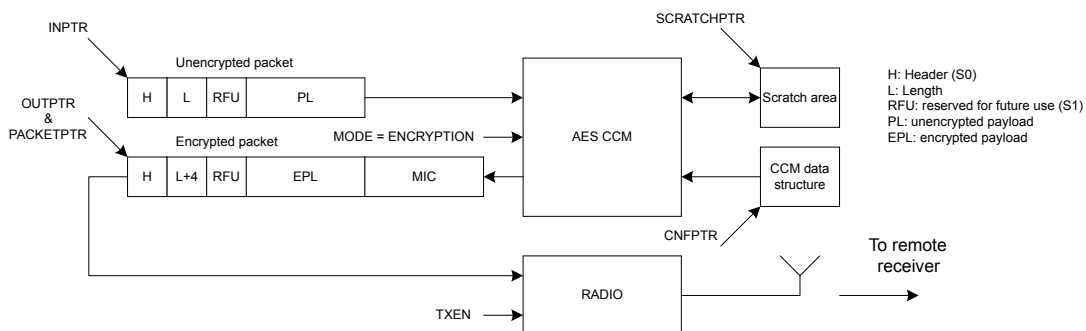 INPTR
SCRATCHPTR
Unencrypted packet
H L RFU PL
OUTPTR
&
PACKETPTR
Encrypted packet
H L+4 RFU EPL MIC
MODE = ENCRYPTION
AES CCM
Scratch area
CCM data
structure
CNFPTR
H: Header (S0)
L: Length
RFU: reserved for future use (S1)
PL: unencrypted payload
EPL: encrypted payload
To remote
receiver
RADIO
TXEN